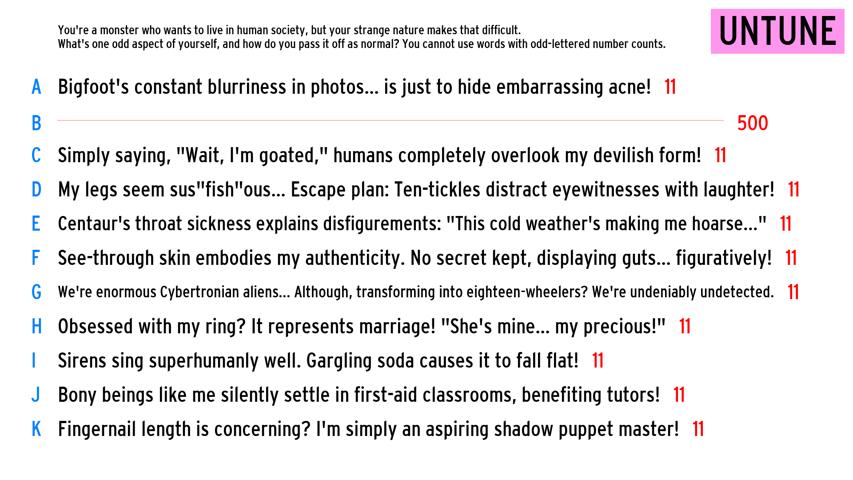 You're a monster who wants to live in human society, but your strange nature makes that difficult.
What's one odd aspect of yourself, and how do you pass it off as normal? You cannot use words with odd-lettered number counts.
UNTUNE
A Bigfoot's constant blurriness in photos... is just to hide embarrassing acne! 11
B 500
C Simply saying, "Wait, I'm goated," humans completely overlook my devilish form! 11
D My legs seem sus"fish"ous... Escape plan: Ten-tickles distract eyewitnesses with laughter! 11
E Centaur's throat sickness explains disfigurements: "This cold weather's making me hoarse..." 11
F See-through skin embodies my authenticity. No secret kept, displaying guts... figuratively! 11
G We're enormous Cybertronian aliens... Although, transforming into eighteen-wheelers? We're undeniably undetected. 11
H Obsessed with my ring? It represents marriage! "She's mine... my precious!" 11
I Sirens sing superhumanly well. Gargling soda causes it to fall flat! 11
J Bony beings like me silently settle in first-aid classrooms, benefiting tutors! 11
K Fingernail length is concerning? I'm simply an aspiring shadow puppet master! 11